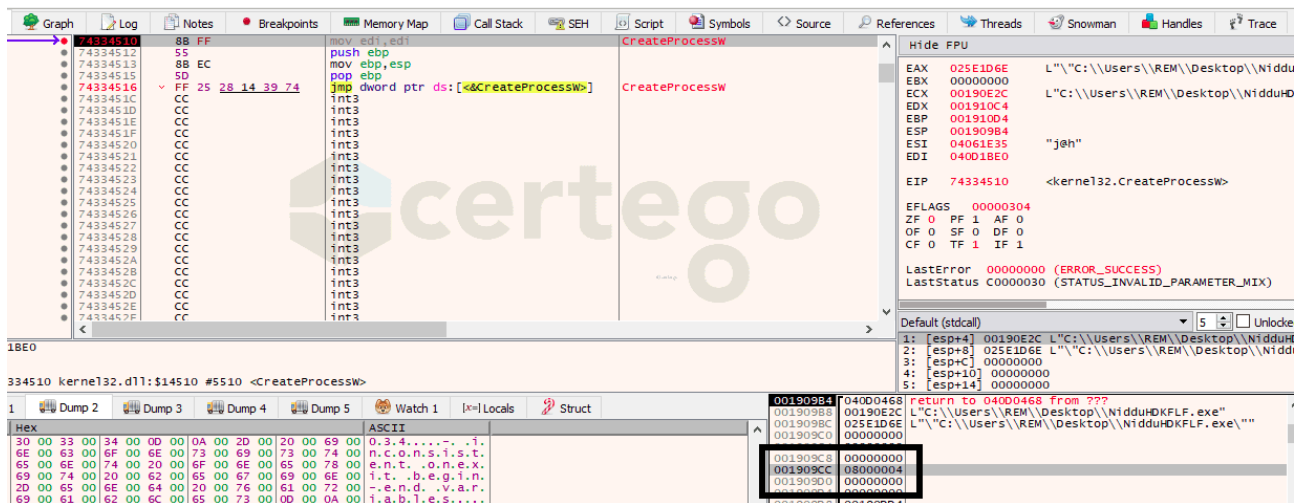 Graph Log Notes Breakpoints Memory Map Call Stack SEH Script Symbols Source References Threads Snowman Handles Trace
74334510 8B FF mov edi,edi CreateProcessW
74334512 55 push ebp
74334513 8B EC mov ebp,esp
74334515 5D pop ebp
74334516 FF 25 28 14 39 74 jmp dword ptr ds:[<&CreateProcessW>] CreateProcessW
7433451C CC int3
7433451D CC int3
7433451E CC int3
7433451F CC int3
74334520 CC int3
74334521 CC int3
74334522 CC int3
74334523 CC int3
74334524 CC int3
74334525 CC int3
74334526 CC int3
74334527 CC int3
74334528 CC int3
74334529 CC int3
7433452A CC int3
7433452B CC int3
7433452C CC int3
7433452D CC int3
7433452E CC int3
7433452F CC int3
certego
Hide FPU
EAX 025E1D6E L"\"C:\\Users\\REM\\Desktop\\Niddu
EBX 00000000
ECX 00190E2C L"C:\\Users\\REM\\Desktop\\NidduHD
EDX 001910C4
EBP 001910D4
ESP 001909B4
ESI 04061E35 "j@h"
EDI 040D1BE0
EIP 74334510 <kernel32.CreateProcessW>
EFLAGS 00000304
ZF 0 PF 1 AF 0
OF 0 SF 0 DF 0
CF 0 TF 1 IF 1
LastError 00000000 (ERROR_SUCCESS)
LastStatus C0000030 (STATUS_INVALID_PARAMETER_MIX)
Default (stdcall) 5 Unlocke
1: [esp+4] 00190E2C L"C:\\Users\\REM\\Desktop\\NidduHD
2: [esp+8] 025E1D6E L"\"C:\\Users\\REM\\Desktop\\Niddu
3: [esp+C] 00000000
4: [esp+10] 00000000
5: [esp+14] 00000000
1BE0
334510 kernel32.dll:$14510 #5510 <CreateProcessW>
1 Dump 2 Dump 3 Dump 4 Dump 5 Watch 1 [x=] Locals Struct
Hex ASCII
30 00 33 00 34 00 0D 00 0A 00 2D 00 20 00 69 00 0.3.4.....-. .i.
6E 00 63 00 6F 00 6E 00 73 00 69 00 73 00 74 00 n.c.o.n.s.i.s.t.
65 00 6E 00 74 00 20 00 6F 00 6E 00 65 00 78 00 e.n.t. .o.n.e.x.
69 00 74 00 20 00 62 00 65 00 67 00 69 00 6E 00 i.t. .b.e.g.i.n.
2D 00 65 00 6E 00 64 00 20 00 76 00 61 00 72 00 -.e.n.d. .v.a.r.
69 00 61 00 62 00 6C 00 65 00 73 00 0D 00 0A 00 i.a.b.l.e.s.....
001909B4 040D0468 return to 040D0468 from ???
001909B8 00190E2C L"C:\\Users\\REM\\Desktop\\NidduHDKFLF.exe"
001909BC 025E1D6E L"\"C:\\Users\\REM\\Desktop\\NidduHDKFLF.exe\""
001909C0 00000000
001909C8 00000000
001909CC 08000004
001909D0 00000000